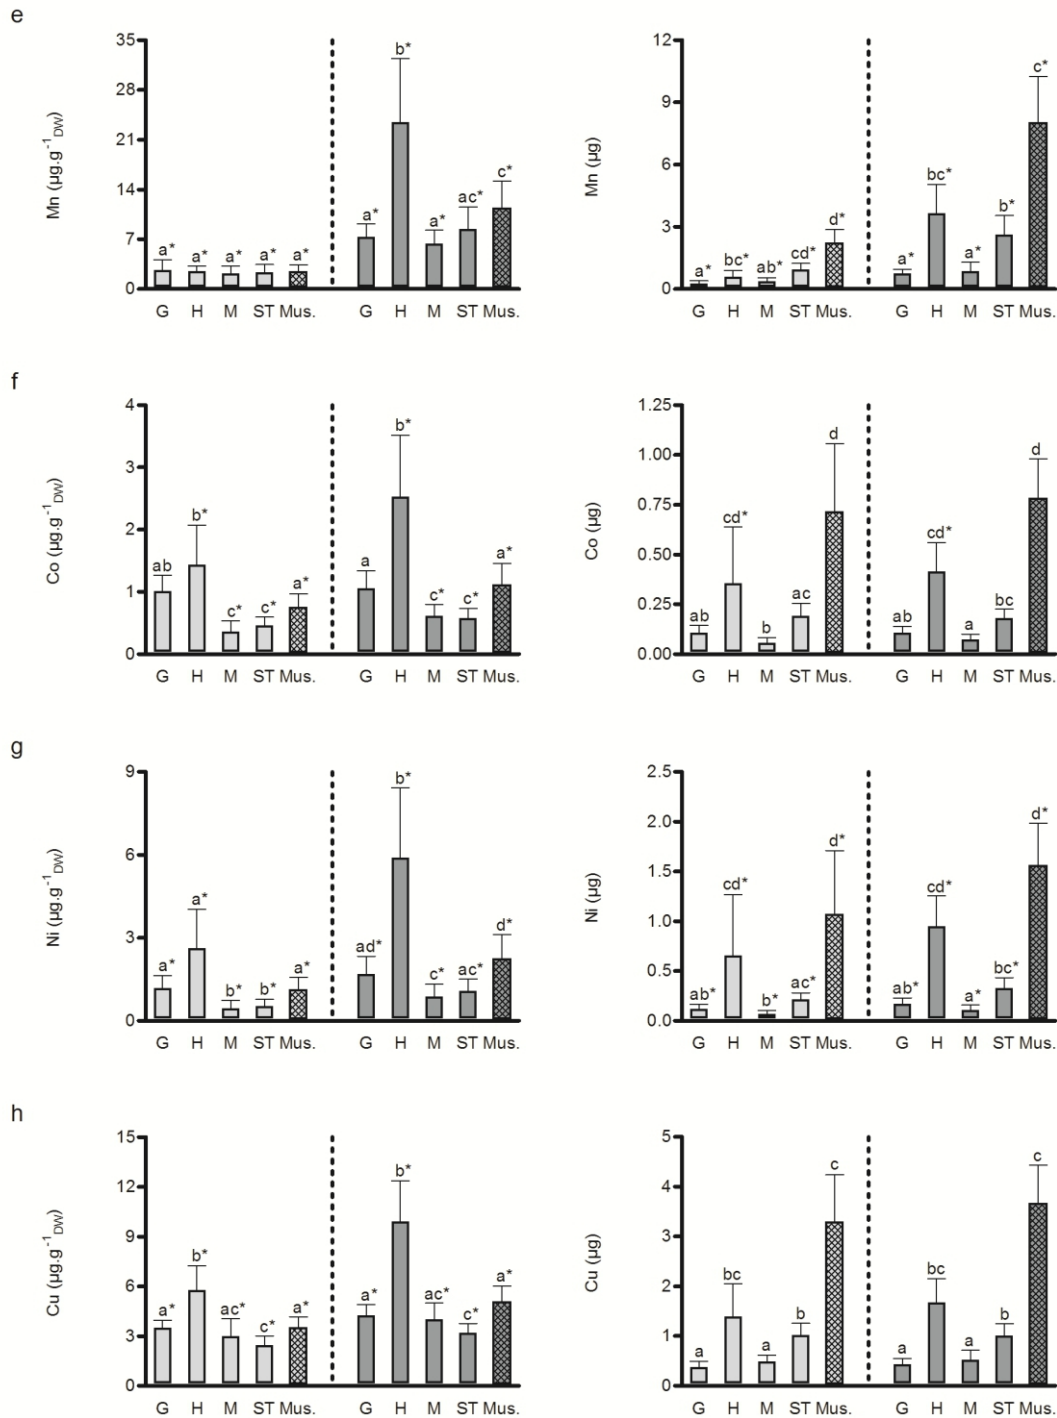 e
35
28
21
14
7
0
Mn (µg.g⁻¹DW)
a* a* a* a* a* a* b* a* ac* c*
G H M ST Mus. G H M ST Mus.
12
9
6
3
0
Mn (µg)
a* bc* ab* cd* d* a* bc* a* b* c*
G H M ST Mus. G H M ST Mus.
f
4
3
2
1
0
Co (µg.g⁻¹DW)
ab b* c* c* a* a b* c* c* a*
G H M ST Mus. G H M ST Mus.
1.25
1.00
0.75
0.50
0.25
0.00
Co (µg)
ab cd* b ac d ab cd* a bc d
G H M ST Mus. G H M ST Mus.
g
9
6
3
0
Ni (µg.g⁻¹DW)
a* a* b* b* a* ad* b* c* ac* d*
G H M ST Mus. G H M ST Mus.
2.5
2.0
1.5
1.0
0.5
0.0
Ni (µg)
ab* cd* b* ac* d* ab* cd* a* bc* d*
G H M ST Mus. G H M ST Mus.
h
15
12
9
6
3
0
Cu (µg.g⁻¹DW)
a* b* ac* c* a* a* b* ac* c* a*
G H M ST Mus. G H M ST Mus.
5
4
3
2
1
0
Cu (µg)
a bc a b c a bc a b c
G H M ST Mus. G H M ST Mus.